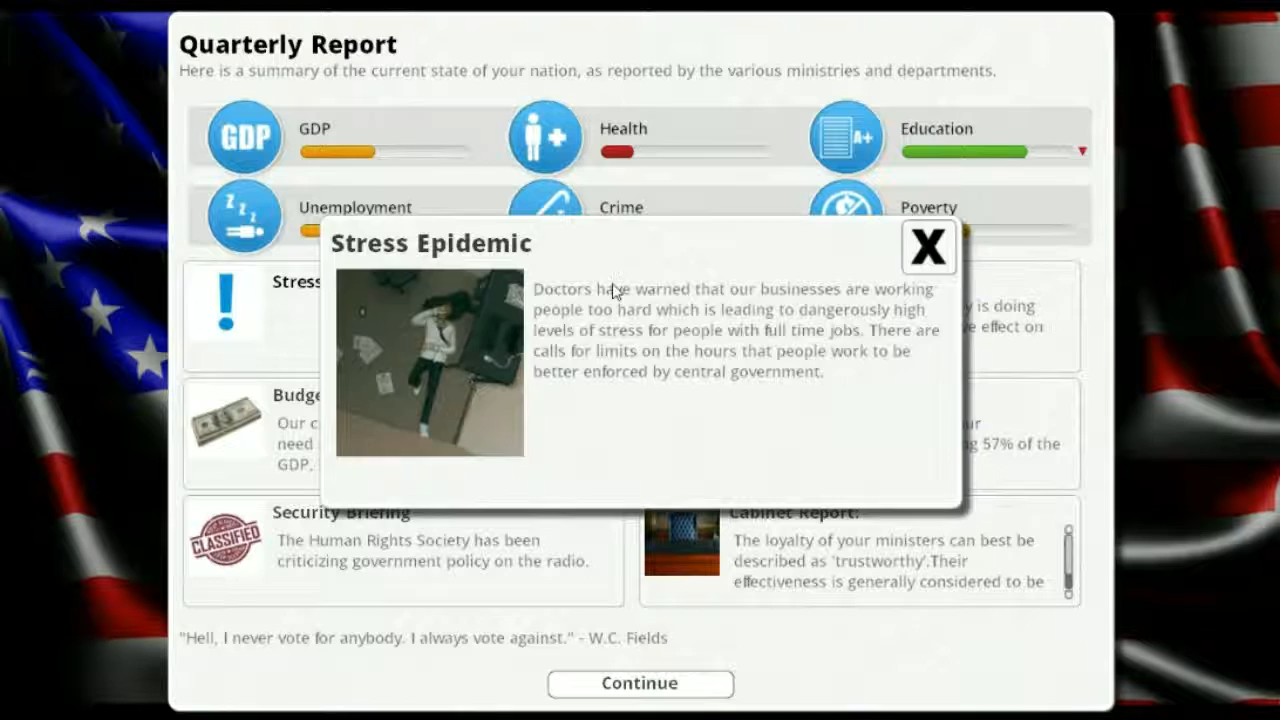 Quarterly Report
Here is a summary of the current state of your nation, as reported by the various ministries and departments.
GDP GDP
Health
A+ Education
Z Z Z Unemployment
Crime
Poverty
Stress Epidemic X
Doctors have warned that our businesses are working
people too hard which is leading to dangerously high
levels of stress for people with full time jobs. There are
calls for limits on the hours that people work to be
better enforced by central government.
! Stress
y is doing
effect on
Budge
Our c
need
GDP.
g 57% of the
CLASSIFIED
Security Briefing
The Human Rights Society has been
criticizing government policy on the radio.
Cabinet Report:
The loyalty of your ministers can best be
described as 'trustworthy'.Their
effectiveness is generally considered to be
"Hell, I never vote for anybody. I always vote against." - W.C. Fields
Continue